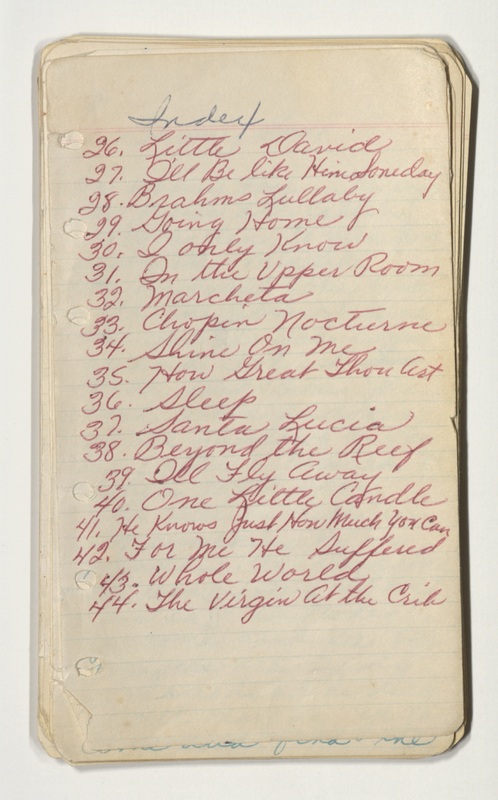 Index
26. Little David
27. I'll Be like Him Someday
28. Brahms Lullaby
29. Going Home
30. I only Know
31. In the Upper Room
32. Marcheta
33. Chopin Nocturne
34. Shine On Me
35. How Great Thou Art
36. Sleep
37. Santa Lucia
38. Beyond the Reef
39. I'll Fly Away
40. One Little Candle
41. He Knows Just How Much You Can
42. For Me He Suffered
43. Whole World
44. The Virgin At the Crib